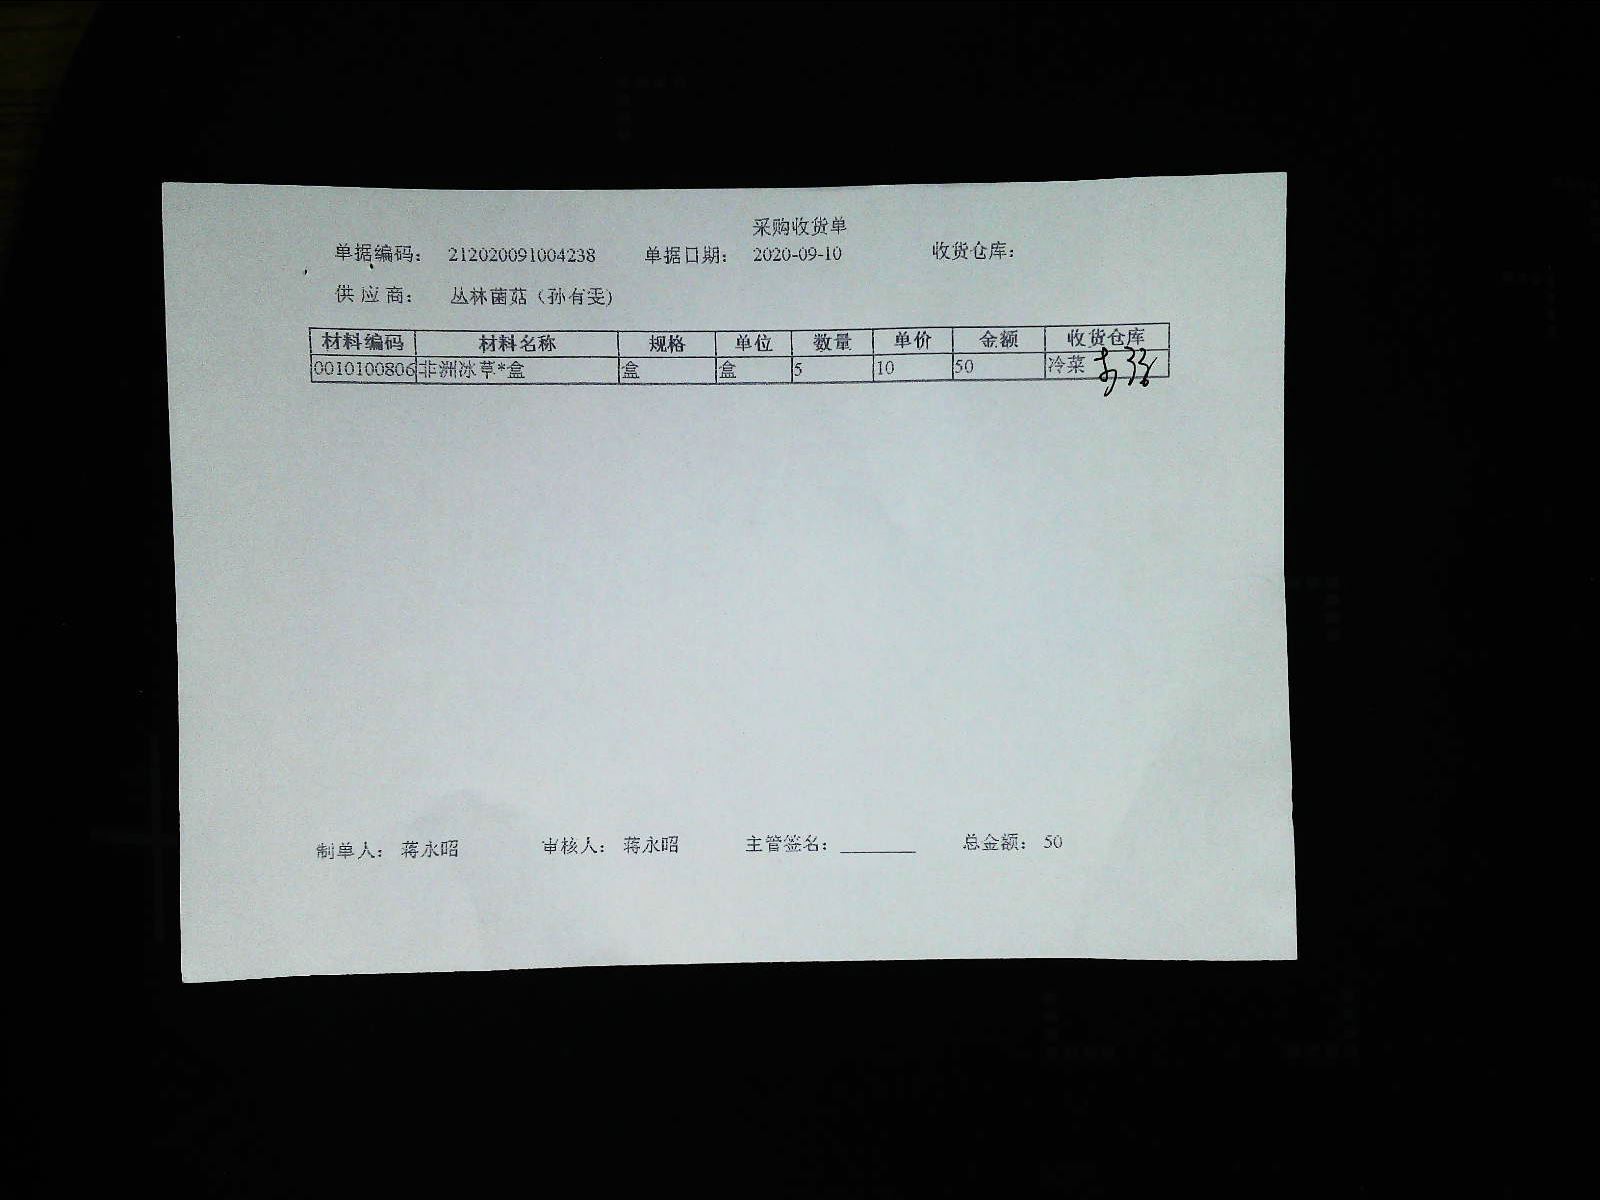 采购收货单
单据编码： 212020091004238 单据日期： 2020-09-10 收货仓库：
供应商： 丛林菌菇（孙有雯）
材料编码 材料名称 规格 单位 数量 单价 金额 收货仓库
0010100806 非洲冰草*盒 盒 盒 5 10 50 冷菜
制单人： 蒋永昭 审核人： 蒋永昭 主管签名： 总金额： 50